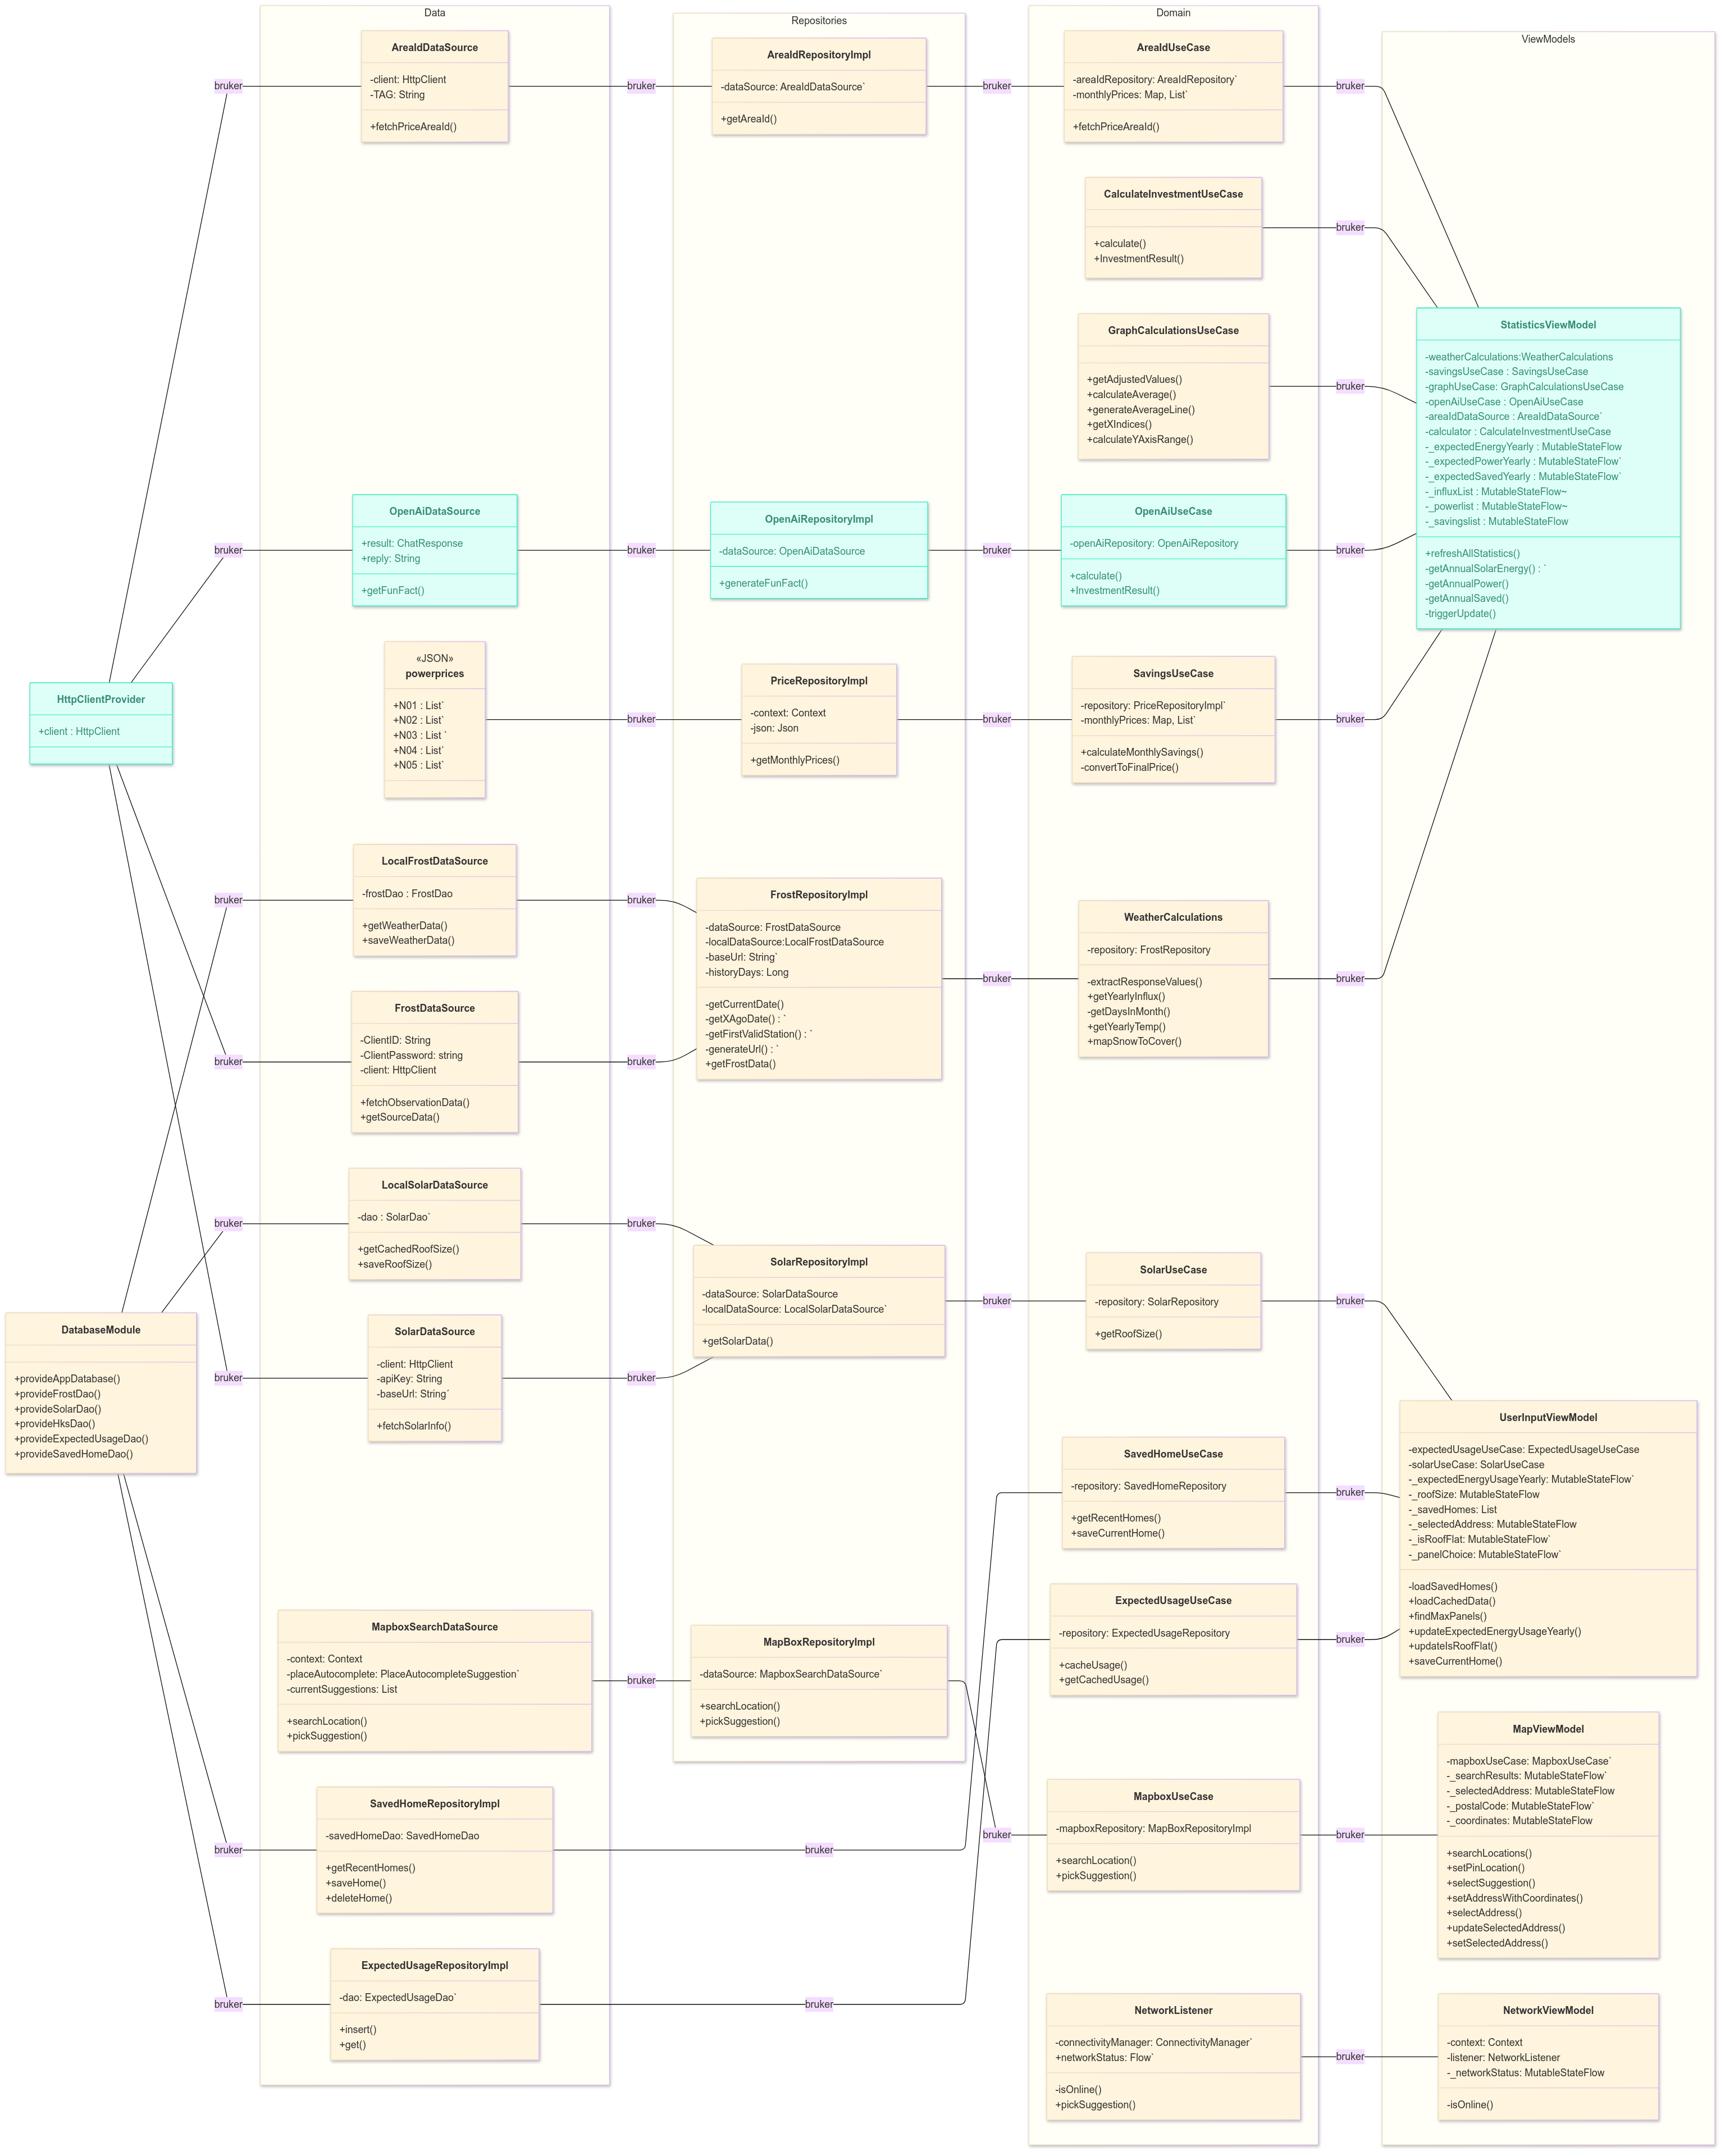 Data
Repositories
Domain
ViewModels
HttpClientProvider
+client : HttpClient
DatabaseModule
+provideAppDatabase()
+provideFrostDao()
+provideSolarDao()
+provideHksDao()
+provideExpectedUsageDao()
+provideSavedHomeDao()
bruker
bruker
bruker
bruker
bruker
bruker
bruker
bruker
AreaIdDataSource
-client: HttpClient
-TAG: String
+fetchPriceAreaId()
OpenAiDataSource
+result: ChatResponse
+reply: String
+getFunFact()
«JSON»
powerprices
+N01 : List`
+N02 : List`
+N03 : List `
+N04 : List`
+N05 : List`
LocalFrostDataSource
-frostDao : FrostDao
+getWeatherData()
+saveWeatherData()
FrostDataSource
-ClientID: String
-ClientPassword: string
-client: HttpClient
+fetchObservationData()
+getSourceData()
LocalSolarDataSource
-dao : SolarDao`
+getCachedRoofSize()
+saveRoofSize()
SolarDataSource
-client: HttpClient
-apiKey: String
-baseUrl: String´
+fetchSolarInfo()
MapboxSearchDataSource
-context: Context
-placeAutocomplete: PlaceAutocompleteSuggestion`
-currentSuggestions: List
+searchLocation()
+pickSuggestion()
SavedHomeRepositoryImpl
-savedHomeDao: SavedHomeDao
+getRecentHomes()
+saveHome()
+deleteHome()
ExpectedUsageRepositoryImpl
-dao: ExpectedUsageDao`
+insert()
+get()
bruker
bruker
bruker
bruker
bruker
bruker
bruker
bruker
AreaIdRepositoryImpl
-dataSource: AreaIdDataSource`
+getAreaId()
OpenAiRepositoryImpl
-dataSource: OpenAiDataSource
+generateFunFact()
PriceRepositoryImpl
-context: Context
-json: Json
+getMonthlyPrices()
FrostRepositoryImpl
-dataSource: FrostDataSource
-localDataSource:LocalFrostDataSource
-baseUrl: String`
-historyDays: Long
-getCurrentDate()
-getXAgoDate() : `
-getFirstValidStation() : `
-generateUrl() : `
+getFrostData()
SolarRepositoryImpl
-dataSource: SolarDataSource
-localDataSource: LocalSolarDataSource`
+getSolarData()
MapBoxRepositoryImpl
-dataSource: MapboxSearchDataSource`
+searchLocation()
+pickSuggestion()
bruker
bruker
bruker
bruker
bruker
bruker
bruker
bruker
AreaIdUseCase
-areaIdRepository: AreaIdRepository`
-monthlyPrices: Map, List`
+fetchPriceAreaId()
CalculateInvestmentUseCase
+calculate()
+InvestmentResult()
GraphCalculationsUseCase
+getAdjustedValues()
+calculateAverage()
+generateAverageLine()
+getXIndices()
+calculateYAxisRange()
OpenAiUseCase
-openAiRepository: OpenAiRepository
+calculate()
+InvestmentResult()
SavingsUseCase
-repository: PriceRepositoryImpl`
-monthlyPrices: Map, List`
+calculateMonthlySavings()
-convertToFinalPrice()
WeatherCalculations
-repository: FrostRepository
-extractResponseValues()
+getYearlyInflux()
-getDaysInMonth()
+getYearlyTemp()
+mapSnowToCover()
SolarUseCase
-repository: SolarRepository
+getRoofSize()
SavedHomeUseCase
-repository: SavedHomeRepository
+getRecentHomes()
+saveCurrentHome()
ExpectedUsageUseCase
-repository: ExpectedUsageRepository
+cacheUsage()
+getCachedUsage()
MapboxUseCase
-mapboxRepository: MapBoxRepositoryImpl
+searchLocation()
+pickSuggestion()
NetworkListener
-connectivityManager: ConnectivityManager`
+networkStatus: Flow`
-isOnline()
+pickSuggestion()
bruker
bruker
bruker
bruker
bruker
bruker
bruker
bruker
bruker
bruker
bruker
StatisticsViewModel
-weatherCalculations:WeatherCalculations
-savingsUseCase : SavingsUseCase
-graphUseCase: GraphCalculationsUseCase
-openAiUseCase : OpenAiUseCase
-areaIdDataSource : AreaIdDataSource`
-calculator : CalculateInvestmentUseCase
-_expectedEnergyYearly : MutableStateFlow
-_expectedPowerYearly : MutableStateFlow`
-_expectedSavedYearly : MutableStateFlow`
-_influxList : MutableStateFlow~
-_powerlist : MutableStateFlow~
-_savingslist : MutableStateFlow
+refreshAllStatistics()
-getAnnualSolarEnergy() : `
-getAnnualPower()
-getAnnualSaved()
-triggerUpdate()
UserInputViewModel
-expectedUsageUseCase: ExpectedUsageUseCase
-solarUseCase: SolarUseCase
-_expectedEnergyUsageYearly: MutableStateFlow`
-_roofSize: MutableStateFlow
-_savedHomes: List
-_selectedAddress: MutableStateFlow
-_isRoofFlat: MutableStateFlow`
-_panelChoice: MutableStateFlow`
-loadSavedHomes()
+loadCachedData()
+findMaxPanels()
+updateExpectedEnergyUsageYearly()
+updateIsRoofFlat()
+saveCurrentHome()
MapViewModel
-mapboxUseCase: MapboxUseCase`
-_searchResults: MutableStateFlow`
-_selectedAddress: MutableStateFlow
-_postalCode: MutableStateFlow`
-_coordinates: MutableStateFlow
+searchLocations()
+setPinLocation()
+selectSuggestion()
+setAddressWithCoordinates()
+selectAddress()
+updateSelectedAddress()
+setSelectedAddress()
NetworkViewModel
-context: Context
-listener: NetworkListener
-_networkStatus: MutableStateFlow
-isOnline()